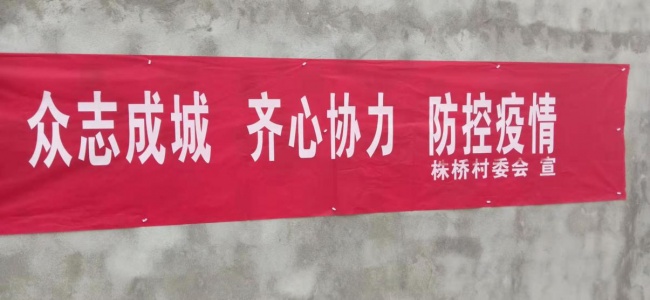 众志成城 齐心协力 防控疫情
株桥村委会 宣